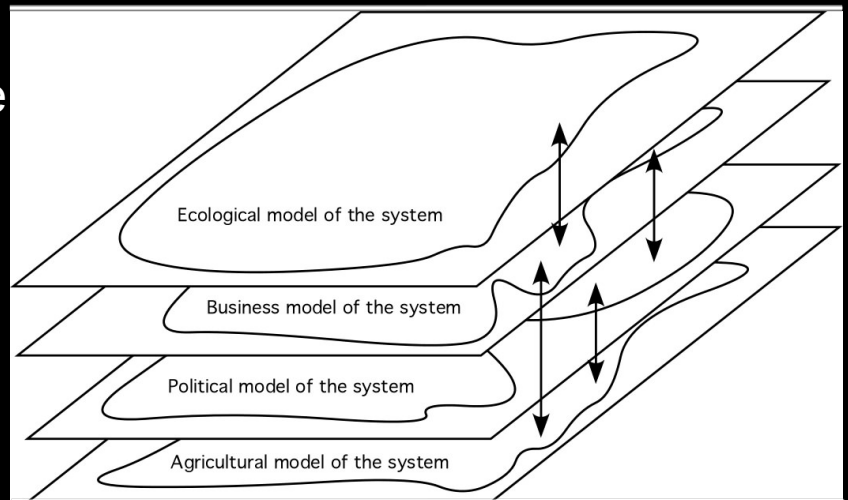 e
Ecological model of the system
Business model of the system
Political model of the system
Agricultural model of the system